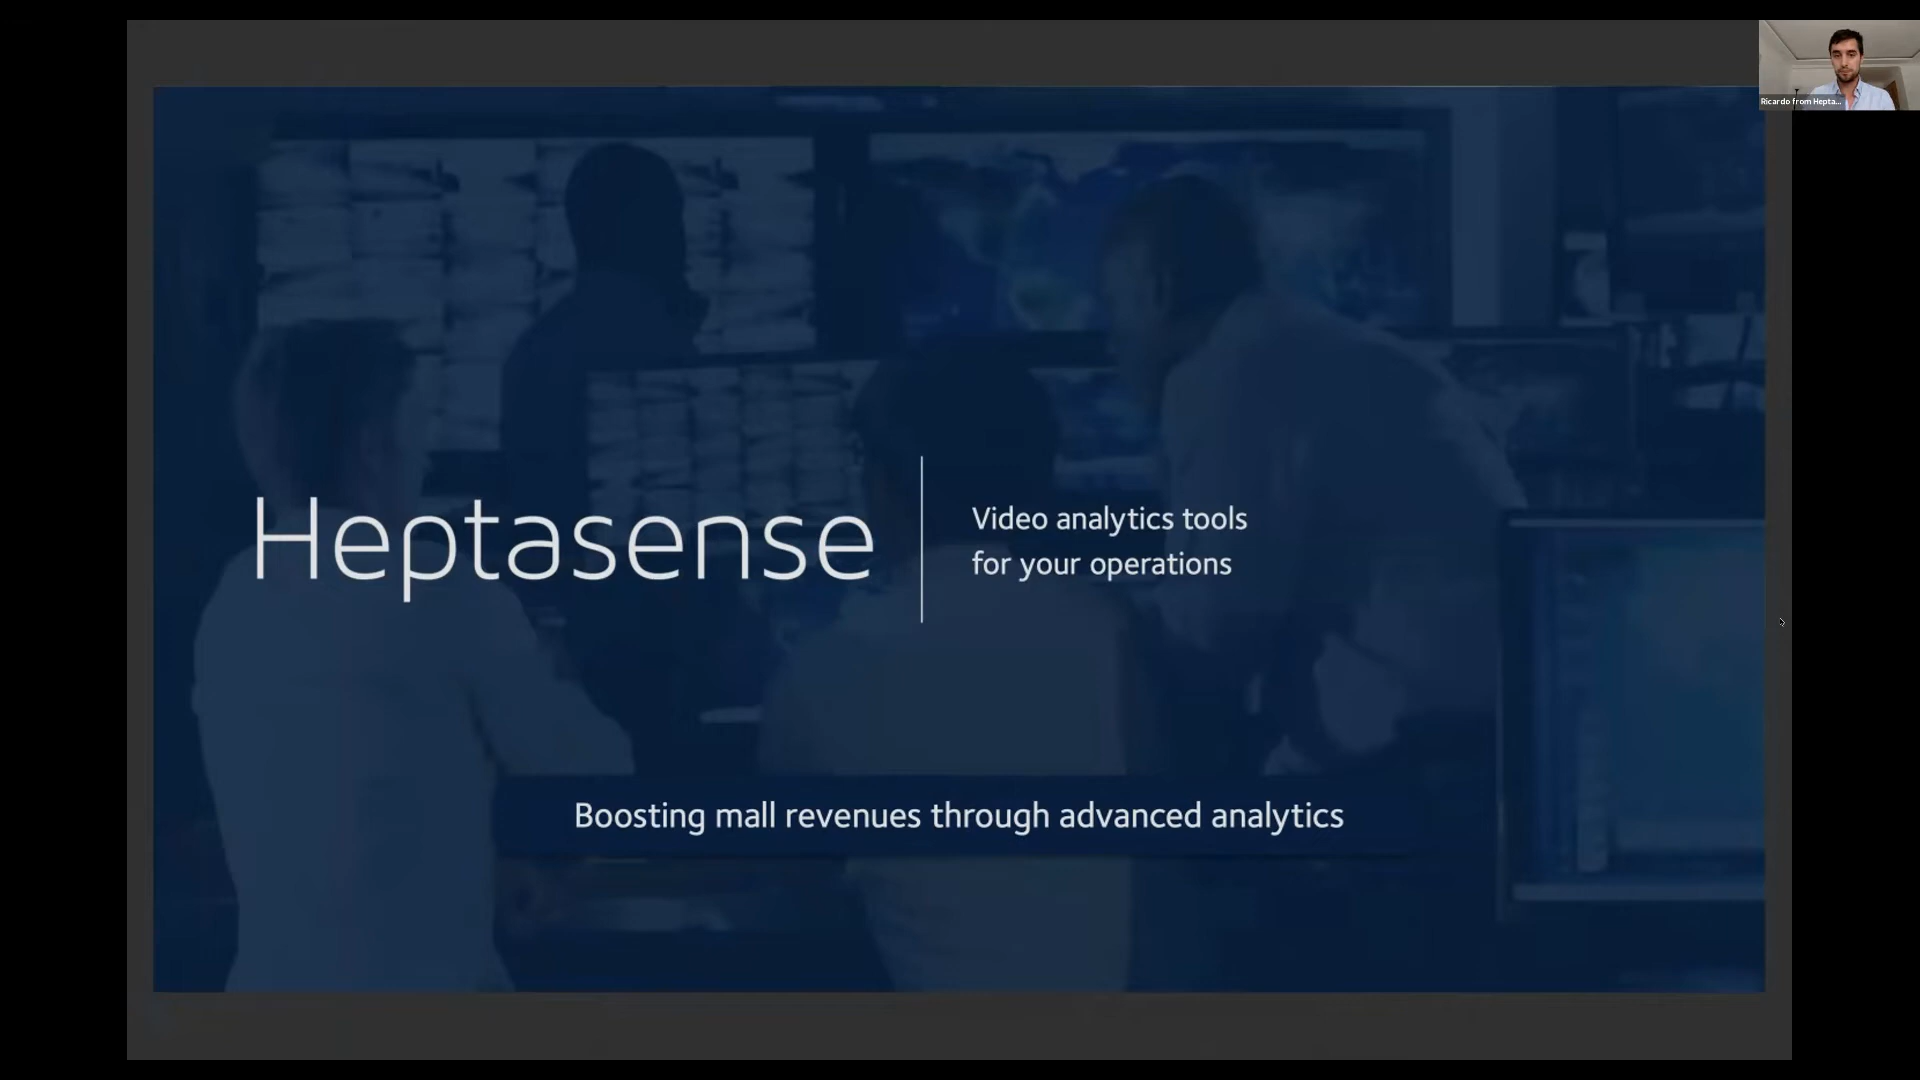 Ricardo from Hepta...
Heptasense
Video analytics tools
for your operations
Boosting mall revenues through advanced analytics